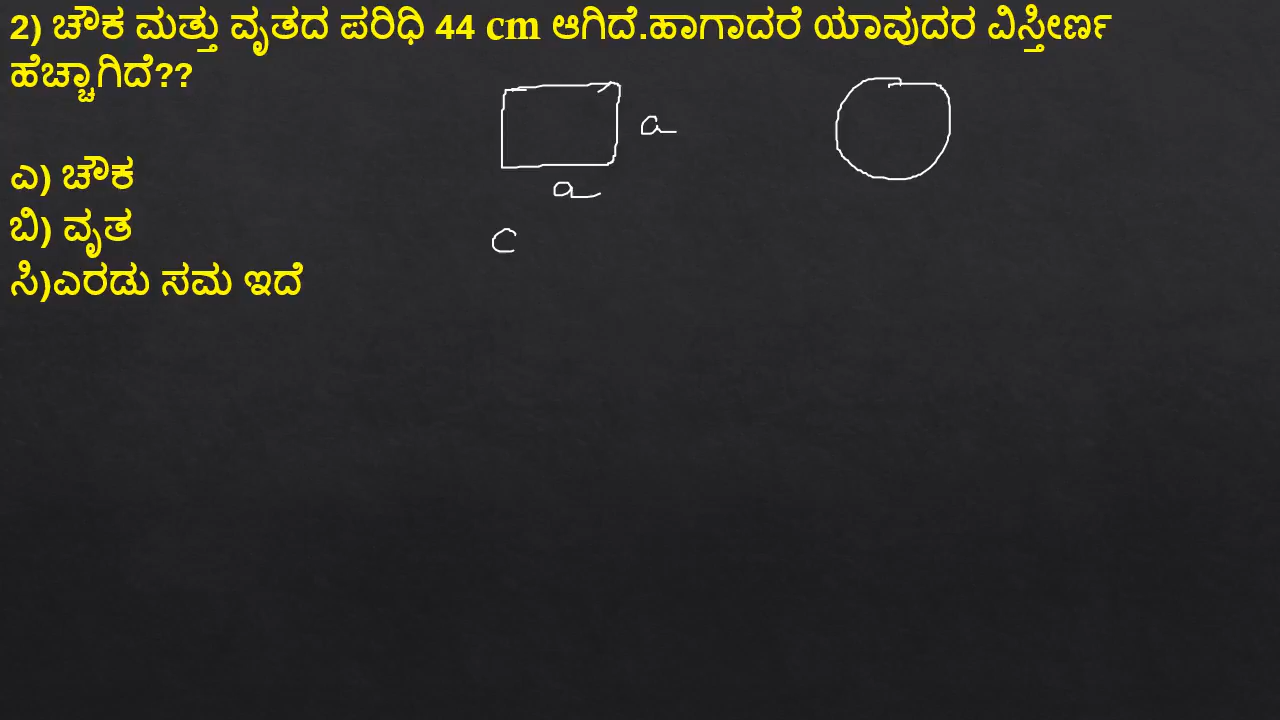 2) ಚೌಕ ಮತ್ತು ವೃತದ ಪರಿಧಿ 44 cm ಆಗಿದೆ.ಹಾಗಾದರೆ ಯಾವುದರ ವಿಸ್ತೀರ್ಣ
ಹೆಚ್ಚಾಗಿದೆ??
a
a
ಎ) ಚೌಕ
ಬಿ) ವೃತ
c
ಸಿ)ಎರಡು ಸಮ ಇದೆ